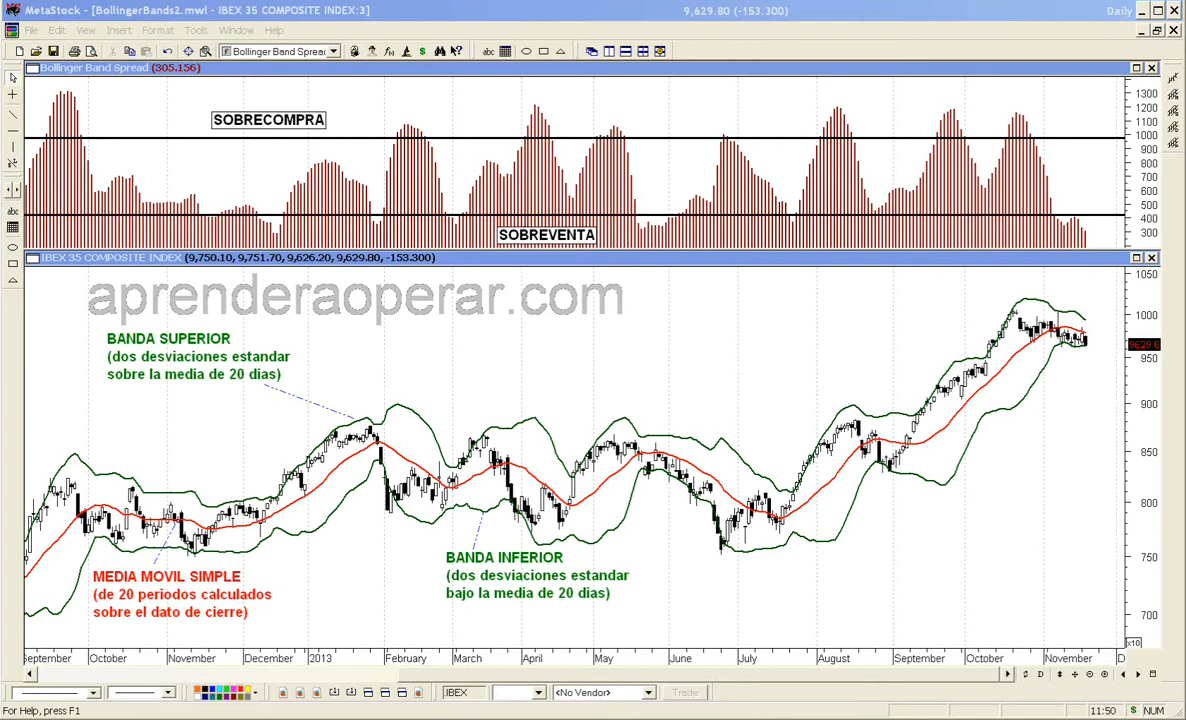 MetaStock - [BollingerBands2.mwl - IBEX 35 COMPOSITE INDEX:3]
9,629.80 (-153.300)
Daily
File Edit View Insert Format Tools Window Help
Bollinger Band Sprea
abc
Bollinger Band Spread (305.156)
SOBRECOMPRA
SOBREVENTA
1300
1200
1100
1000
900
800
700
600
500
400
300
abc
IBEX 35 COMPOSITE INDEX (9,750.10, 9,751.70, 9,626.20, 9,629.80, -153.300)
aprenderaoperar.com
BANDA SUPERIOR
(dos desviaciones estandar
sobre la media de 20 dias)
BANDA INFERIOR
(dos desviaciones estandar
bajo la media de 20 dias)
MEDIA MOVIL SIMPLE
(de 20 periodos calculados
sobre el dato de cierre)
1050
1000
9629.8
950
900
850
800
750
700
x10
September October November December 2013 February March April May June July August September October November D
IBEX
<No Vendor>
Trade
For Help, press F1
11:50
$ NUM